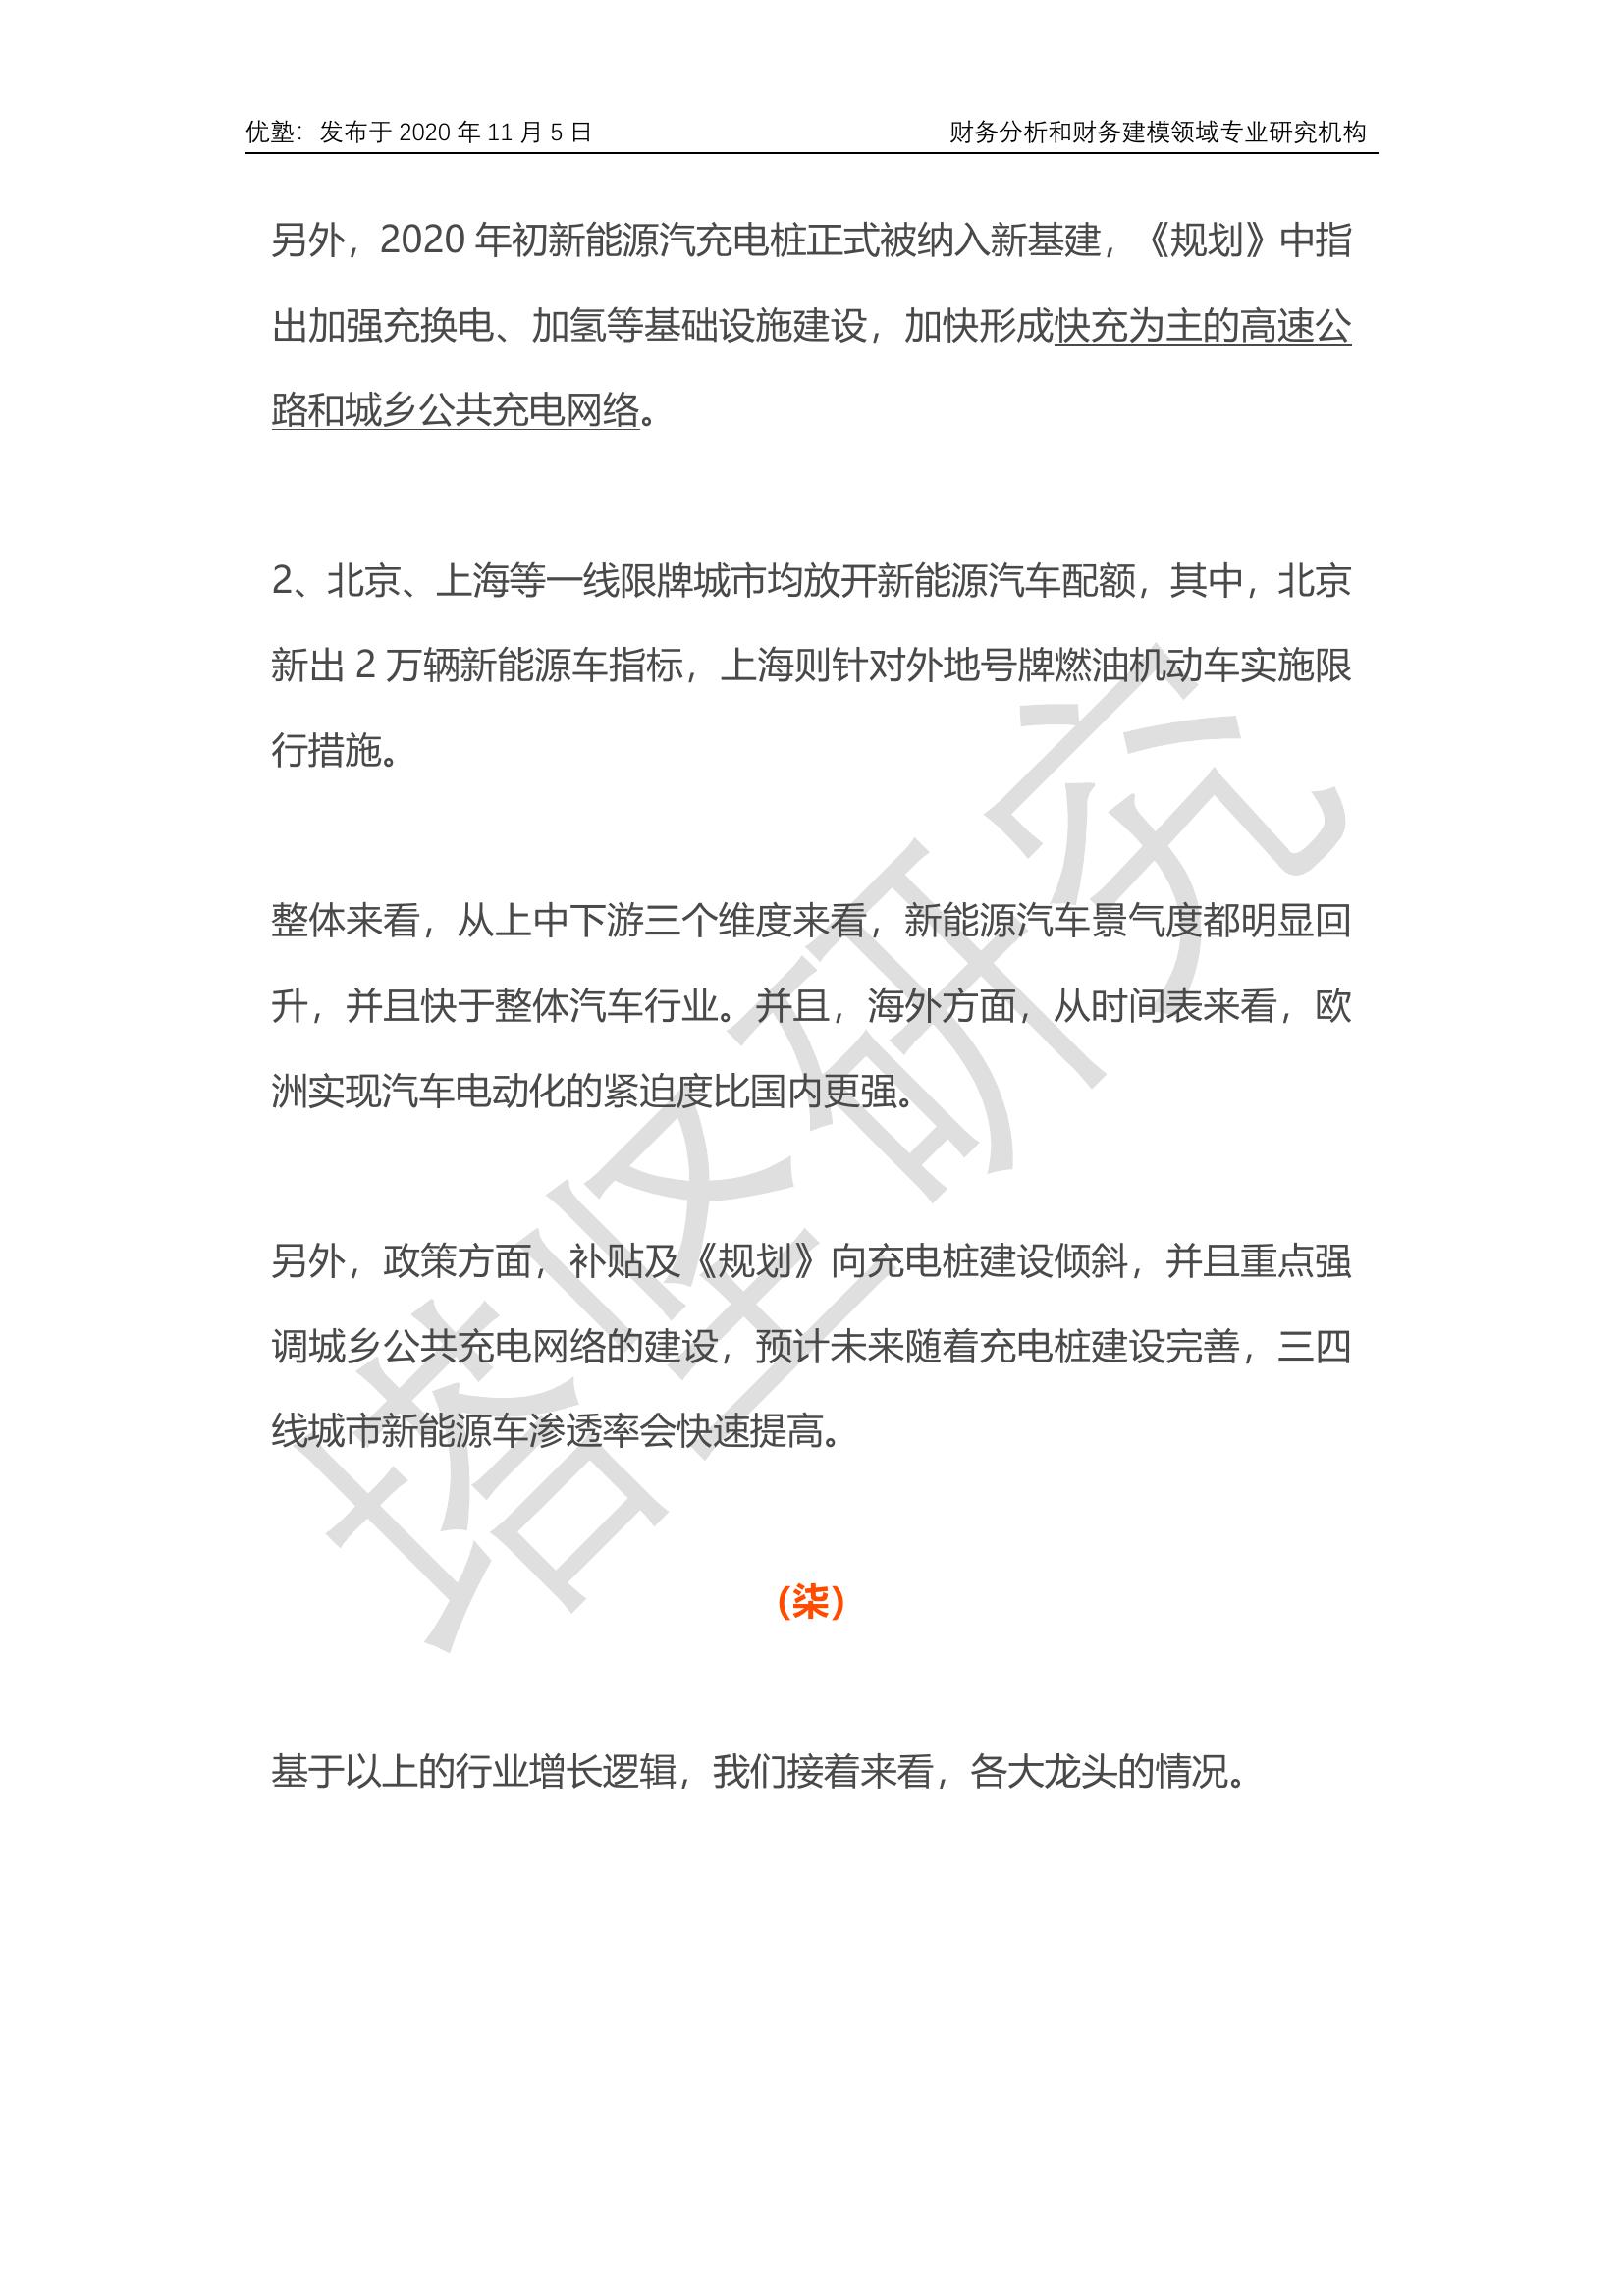 优塾：发布于 2020 年 11 月 5 日 财务分析和财务建模领域专业研究机构
另外，2020 年初新能源汽充电桩正式被纳入新基建，《规划》中指
出加强充换电、加氢等基础设施建设，加快形成快充为主的高速公
路和城乡公共充电网络。
2、北京、上海等一线限牌城市均放开新能源汽车配额，其中，北京
新出 2 万辆新能源车指标，上海则针对外地号牌燃油机动车实施限
行措施。
整体来看，从上中下游三个维度来看，新能源汽车景气度都明显回
升，并且快于整体汽车行业。并且，海外方面，从时间表来看，欧
洲实现汽车电动化的紧迫度比国内更强。
另外，政策方面，补贴及《规划》向充电桩建设倾斜，并且重点强
调城乡公共充电网络的建设，预计未来随着充电桩建设完善，三四
线城市新能源车渗透率会快速提高。
(柒)
基于以上的行业增长逻辑，我们接着来看，各大龙头的情况。
塔坚研究